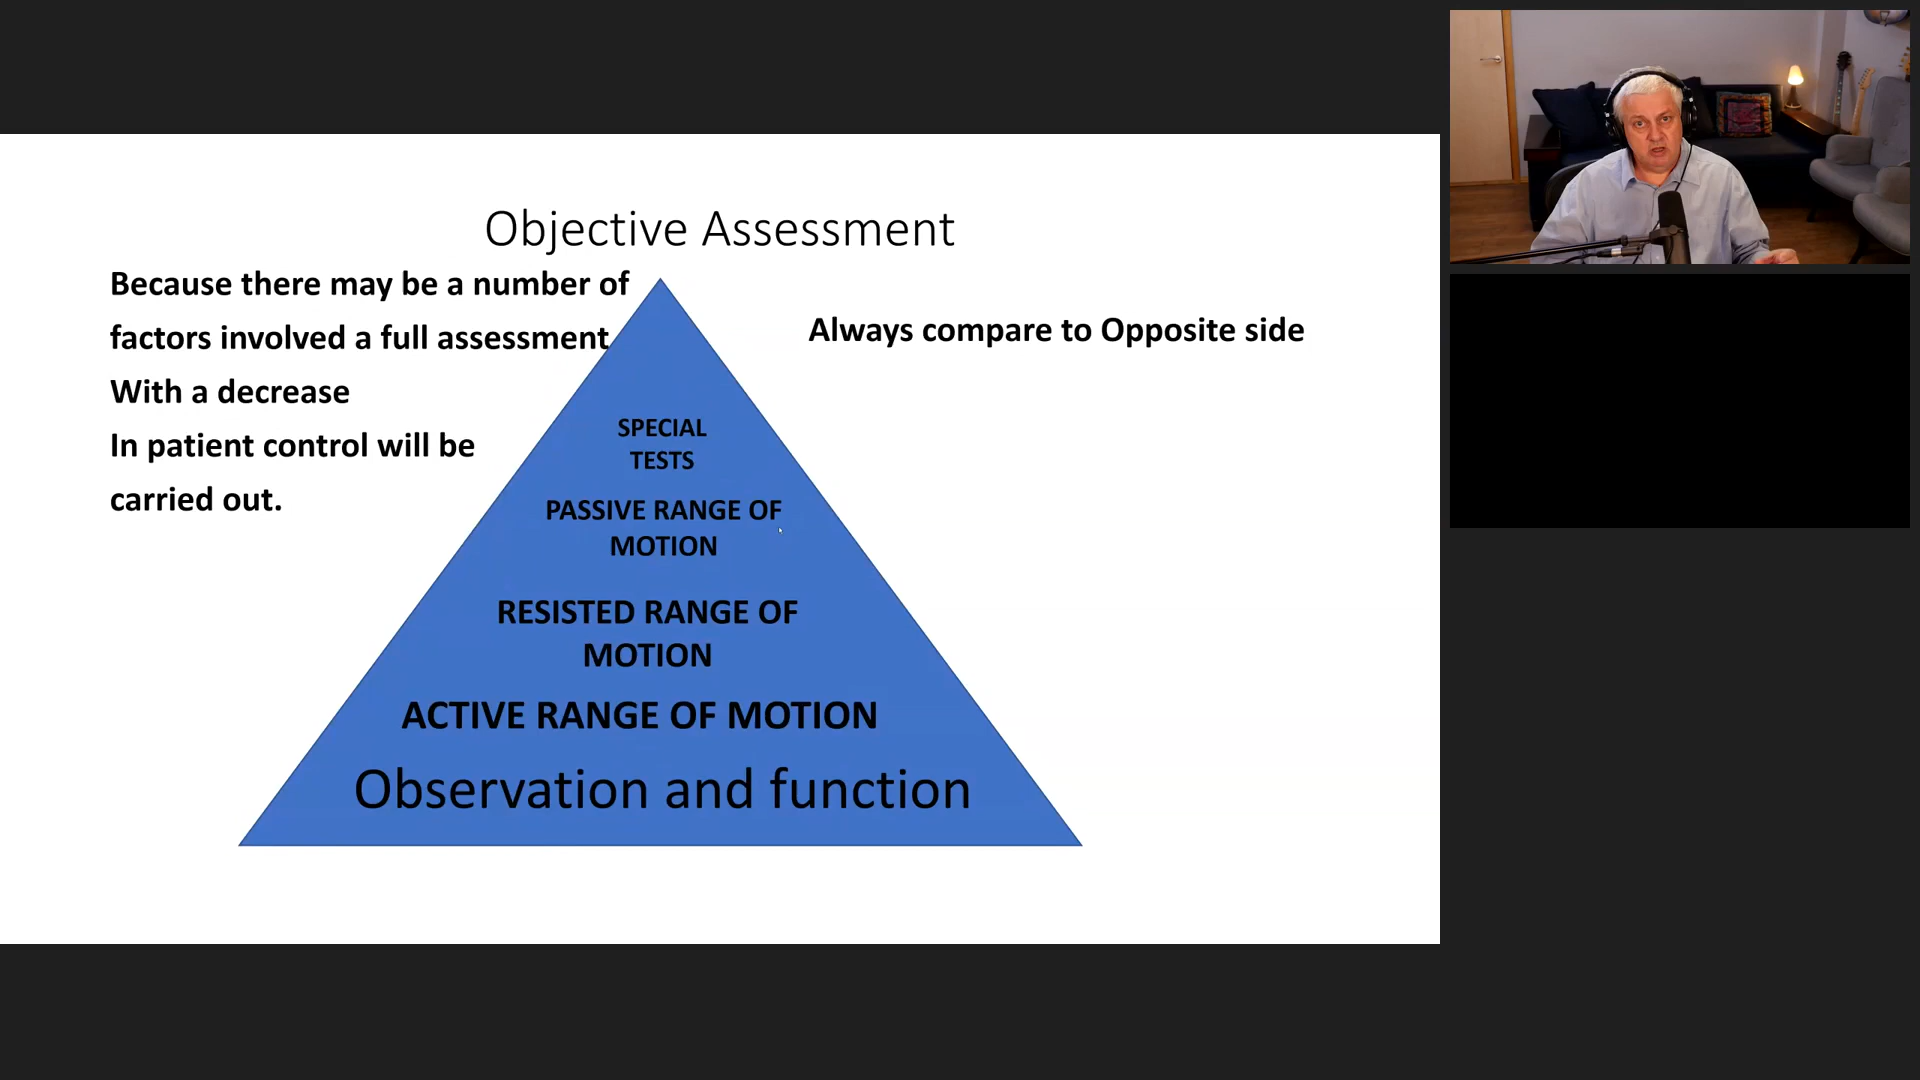 Objective Assessment
Because there may be a number of
factors involved a full assessment
With a decrease
In patient control will be
carried out.
Always compare to Opposite side
SPECIAL
TESTS
PASSIVE RANGE OF
MOTION
RESISTED RANGE OF
MOTION
ACTIVE RANGE OF MOTION
Observation and function